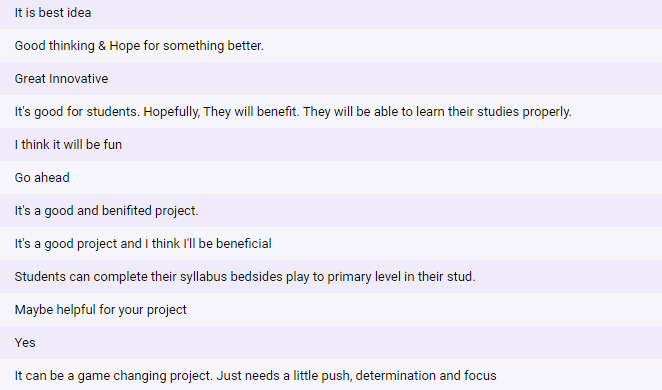 It is best idea
Good thinking & Hope for something better.
Great Innovative
It's good for students. Hopefully, They will benefit. They will be able to learn their studies properly.
I think it will be fun
Go ahead
It's a good and benifited project.
It's a good project and I think I'll be beneficial
Students can complete their syllabus bedsides play to primary level in their stud.
Maybe helpful for your project
Yes
It can be a game changing project. Just needs a little push, determination and focus